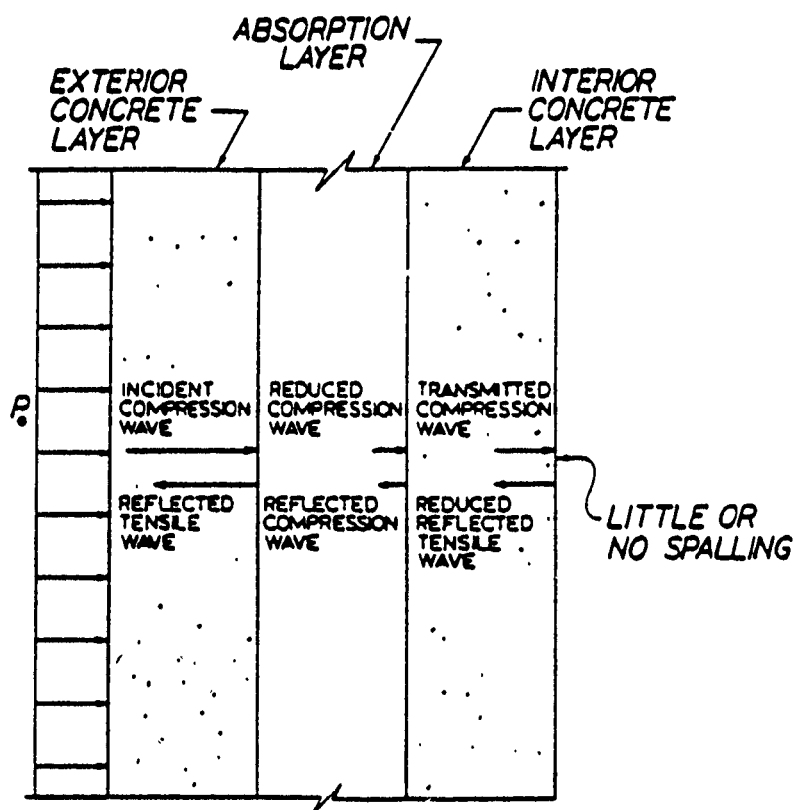 ABSORPTION
LAYER
EXTERIOR
CONCRETE
LAYER
INTERIOR
CONCRETE
LAYER
P.
INCIDENT
COMPRESSION
WAVE
REDUCED
COMPRESSION
WAVE
TRANSMITTED
COMPRESSION
WAVE
REFLECTED
TENSILE
WAVE
REFLECTED
COMPRESSION
WAVE
REDUCED
REFLECTED
TENSILE
WAVE
LITTLE OR
NO SPALLING